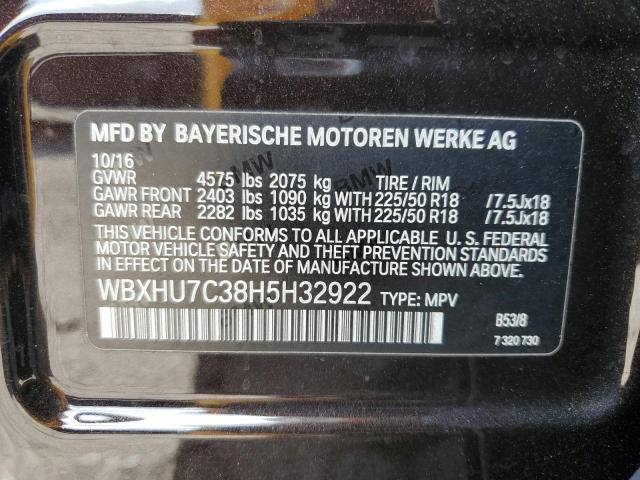 MFD BY BAYERISCHE MOTOREN WERKE AG
10/16
GVWR 4575 lbs 2075 kg TIRE / RIM
GAWR FRONT 2403 lbs 1090 kg WITH 225/50 R18 /7.5Jx18
GAWR REAR 2282 lbs 1035 kg WITH 225/50 R18 /7.5Jx18
THIS VEHICLE CONFORMS TO ALL APPLICABLE U. S. FEDERAL
MOTOR VEHICLE SAFETY AND THEFT PREVENTION STANDARDS
IN EFFECT ON THE DATE OF MANUFACTURE SHOWN ABOVE.
WBXHU7C38H5H32922 TYPE: MPV
B53/8
7 320 730
BMW
BMW
BMW